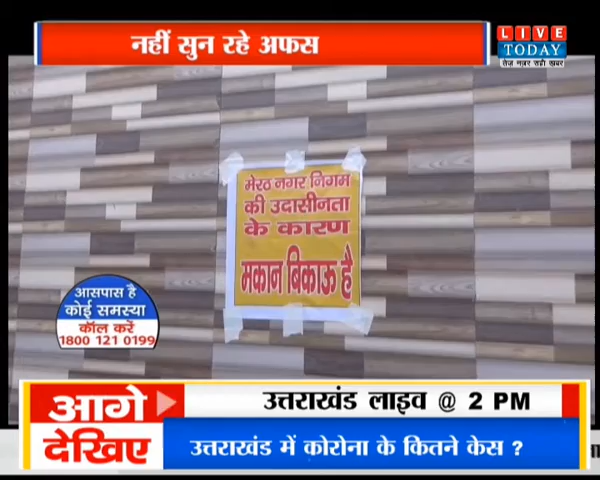 नहीं सुन रहे अफस
LIVE
TODAY
तेज़ नज़र सही ख़बर
मेरठ नगर निगम
की उदासीनता
के कारण
मकान बिकाऊ है
आसपास है
कोई समस्या
कॉल करें
1800 121 0199
आगे
देखिए
उत्तराखंड लाइव @ 2 PM
उत्तराखंड में कोरोना के कितने केस ?